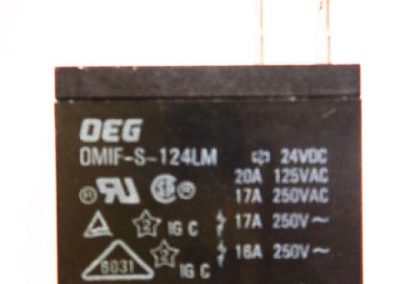 OEG
OMIF-S-124LM 24VDC
20A 125VAC
17A 250VAC
IG C 17A 250V~
IG C 16A 250V~
8031